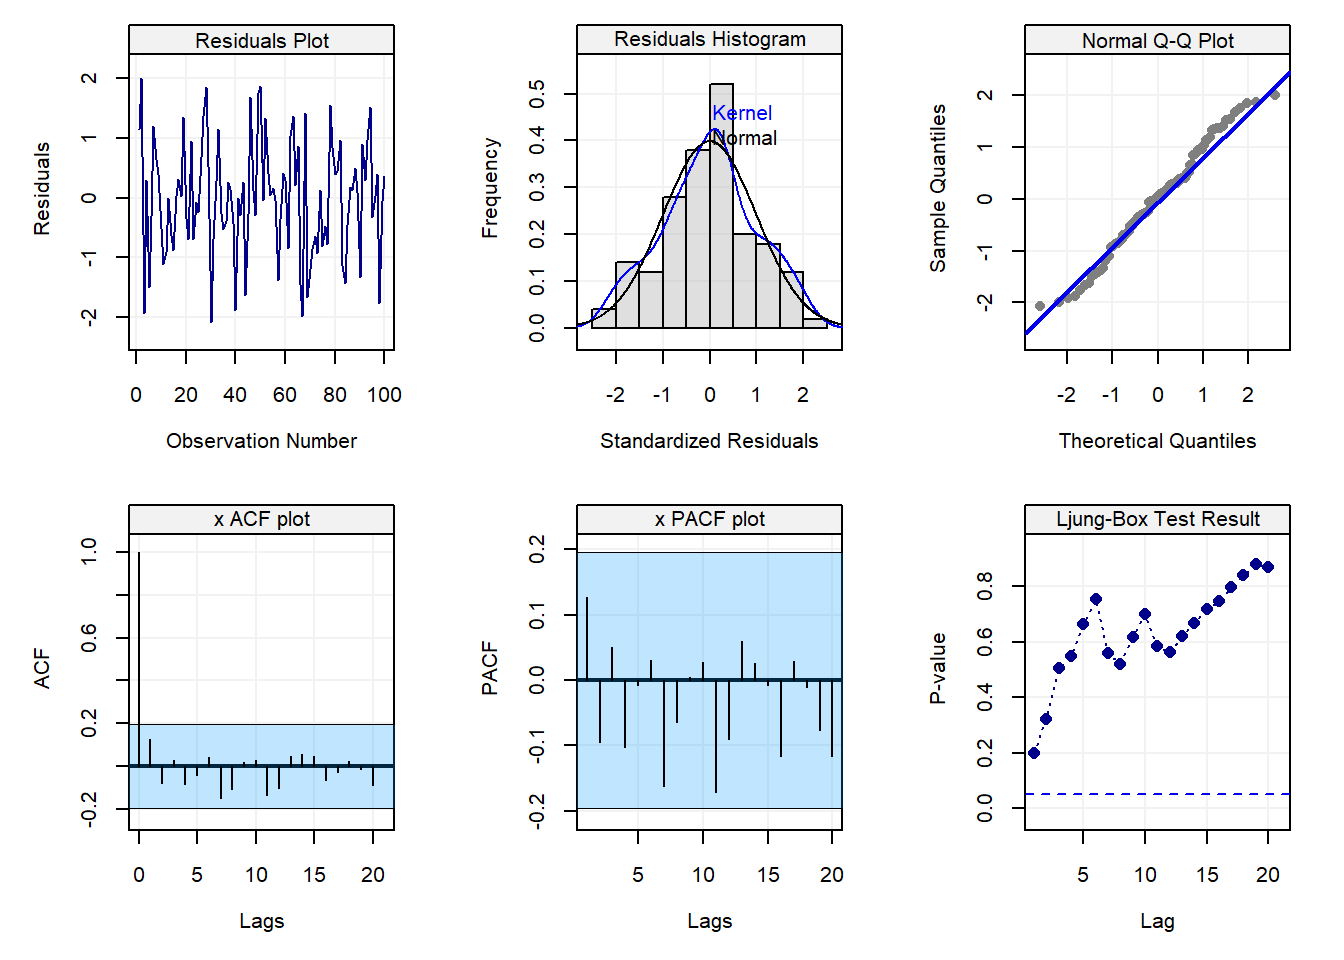 Residuals Plot
Residuals
2
1
0
-1
-2
0 20 40 60 80 100
Observation Number
Residuals Histogram
Frequency
0.5
0.4
0.3
0.2
0.1
0.0
Kernel
Normal
-2 -1 0 1 2
Standardized Residuals
Normal Q-Q Plot
Sample Quantiles
2
1
0
-1
-2
-2 -1 0 1 2
Theoretical Quantiles
x ACF plot
ACF
1.0
0.6
0.2
-0.2
0 5 10 15 20
Lags
x PACF plot
PACF
0.2
0.1
0.0
-0.1
-0.2
5 10 15 20
Lags
Ljung-Box Test Result
P-value
0.8
0.6
0.4
0.2
0.0
5 10 15 20
Lag